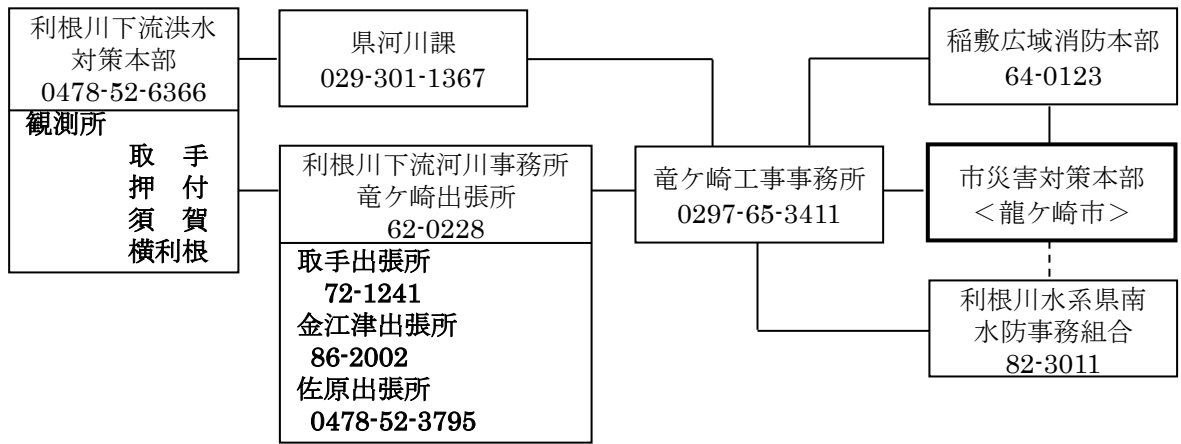 利根川下流洪水
対策本部
0478-52-6366
観測所
取 手
押 付
須 賀
横利根
県河川課
029-301-1367
利根川下流河川事務所
竜ケ崎出張所
62-0228
取手出張所
72-1241
金江津出張所
86-2002
佐原出張所
0478-52-3795
竜ケ崎工事事務所
0297-65-3411
稲敷広域消防本部
64-0123
市災害対策本部
＜龍ケ崎市＞
利根川水系県南
水防事務組合
82-3011